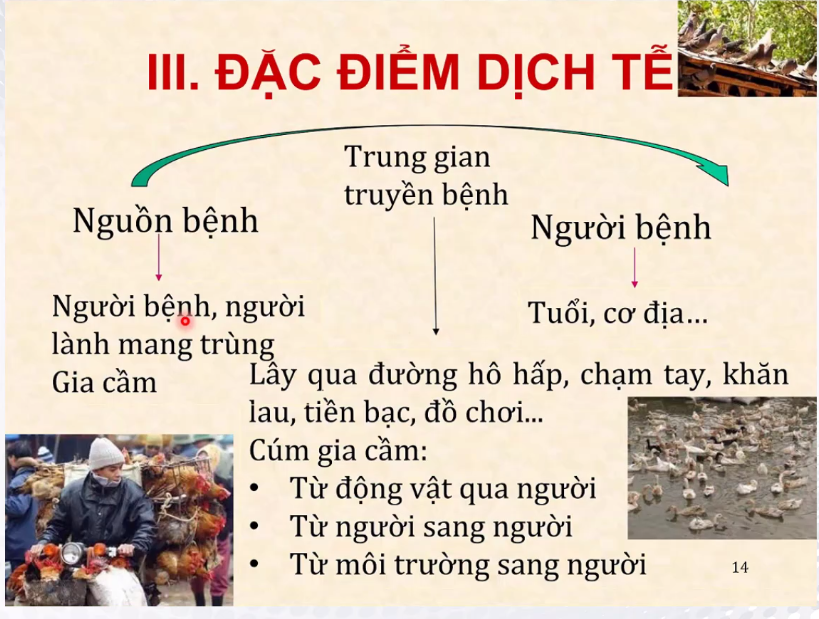 III. ĐẶC ĐIỂM DỊCH TỄ
Trung gian
truyền bệnh
Nguồn bệnh
Người bệnh
Người bệnh, người
lành mang trùng
Gia cầm
Tuổi, cơ địa...
Lây qua đường hô hấp, chạm tay, khăn
lau, tiền bạc, đồ chơi...
Cúm gia cầm:
• Từ động vật qua người
• Từ người sang người
• Từ môi trường sang người
14